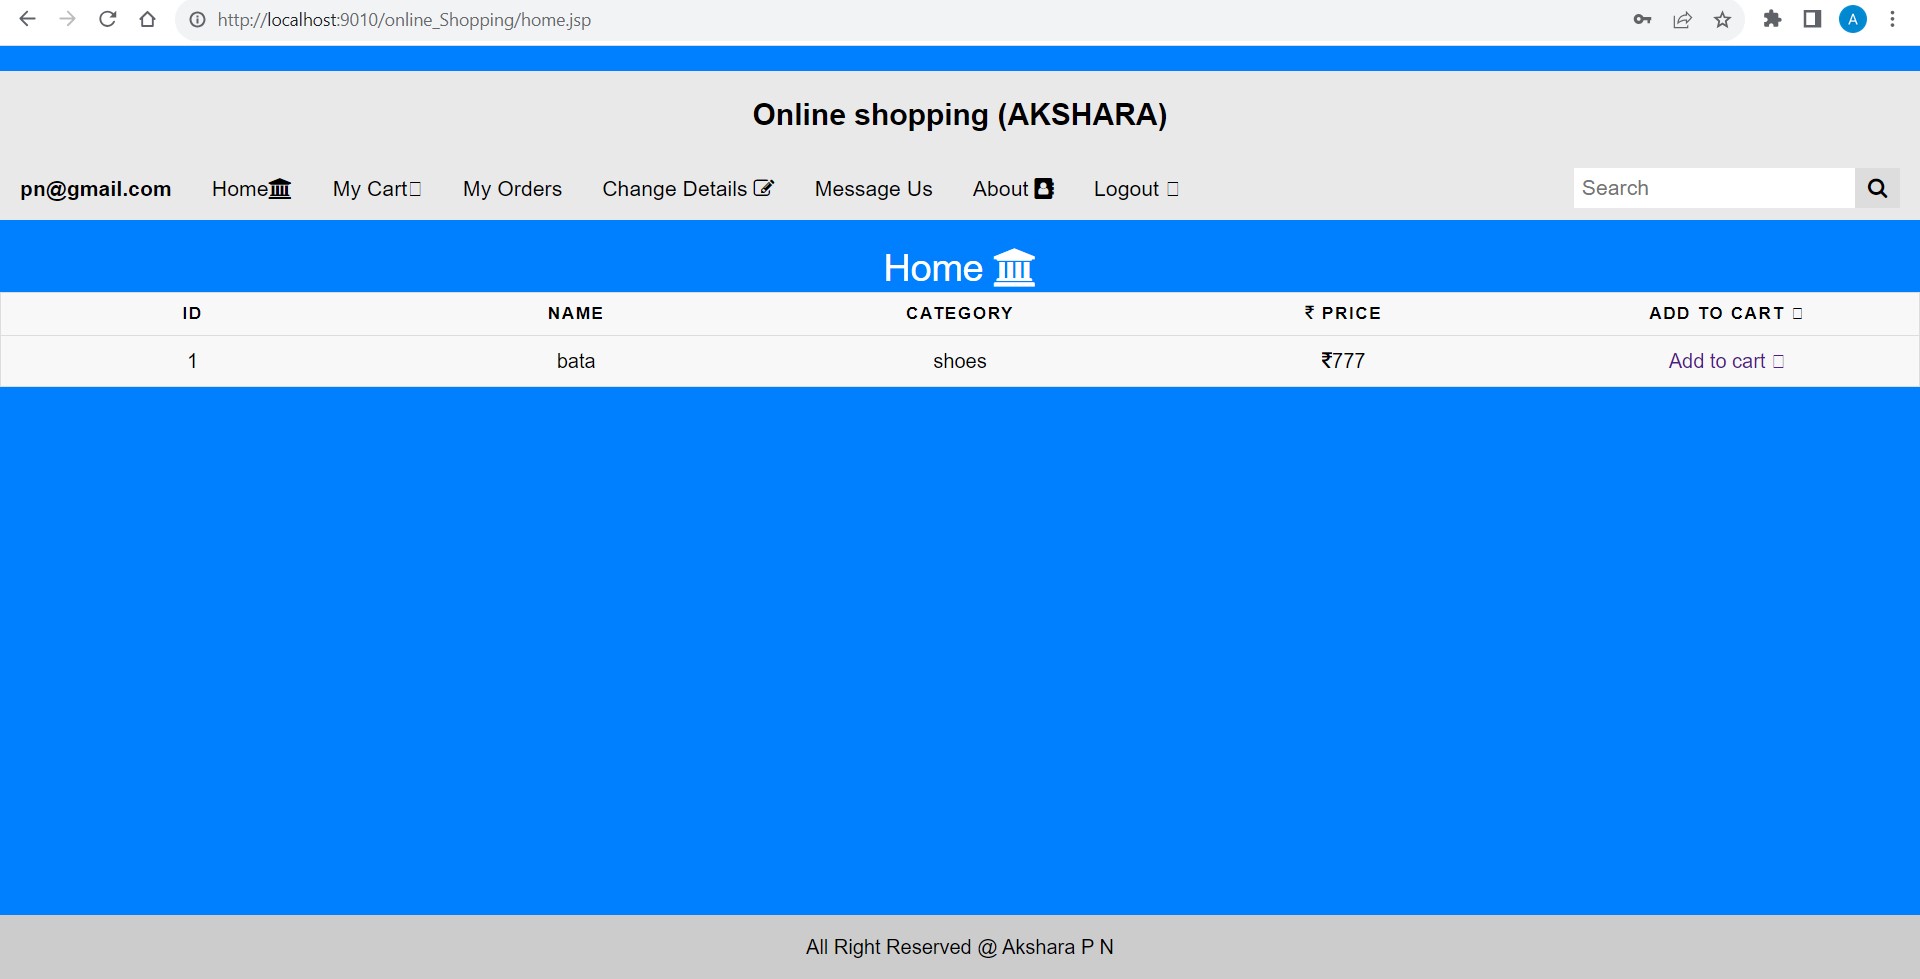 http://localhost:9010/online_Shopping/home.jsp
A
Online shopping (AKSHARA)
pn@gmail.com Home My Cart My Orders Change Details Message Us About Logout Search
Home
ID NAME CATEGORY ₹ PRICE ADD TO CART
1 bata shoes ₹777 Add to cart
All Right Reserved @ Akshara P N